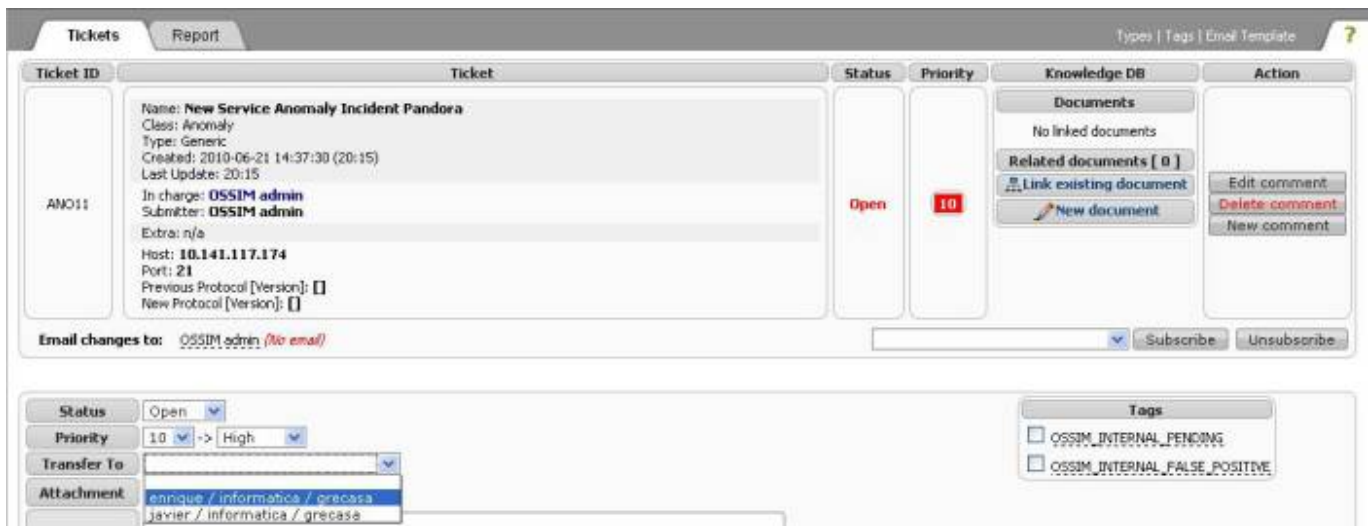 Tickets Report Types | Tags | Email Template ?
Ticket ID Ticket Status Priority Knowledge DB Action
ANO11
Name: New Service Anomaly Incident Pandora
Class: Anomaly
Type: Generic
Created: 2010-06-21 14:37:30 (20:15)
Last Update: 20:15
In charge: OSSIM admin
Submitter: OSSIM admin
Extra: n/a
Host: 10.141.117.174
Port: 21
Previous Protocol [Version]: []
New Protocol [Version]: []
Open
10
Documents
No linked documents
Related documents [ 0 ]
Link existing document
New document
Edit comment
Delete comment
New comment
Email changes to: OSSIM admin (No email) Subscribe Unsubscribe
Status Open
Priority 10 -> High
Transfer To
enrique / informatica / grecasa
javier / informatica / grecasa
Attachment
Tags
OSSIM_INTERNAL_PENDING
OSSIM_INTERNAL_FALSE_POSITIVE